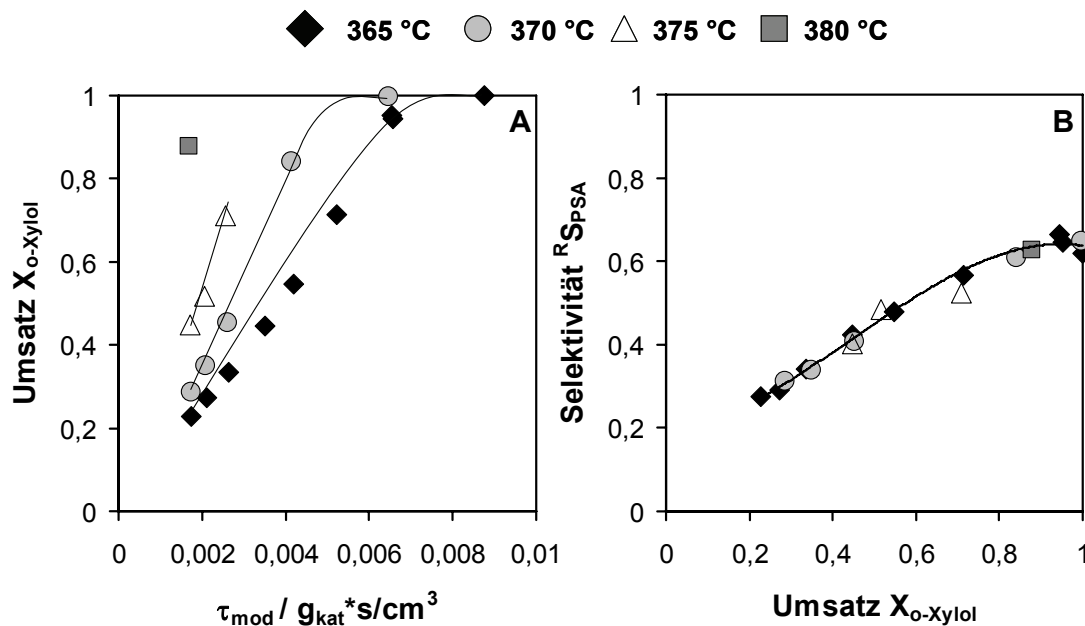 365 °C 370 °C 375 °C 380 °C
A
Umsatz X o-Xylol
1
0,8
0,6
0,4
0,2
0
0 0,002 0,004 0,006 0,008 0,01
τmod / gkat*s/cm³
B
Selektivität ᴿSPSA
1
0,8
0,6
0,4
0,2
0
0 0,2 0,4 0,6 0,8 1
Umsatz Xo-Xylol